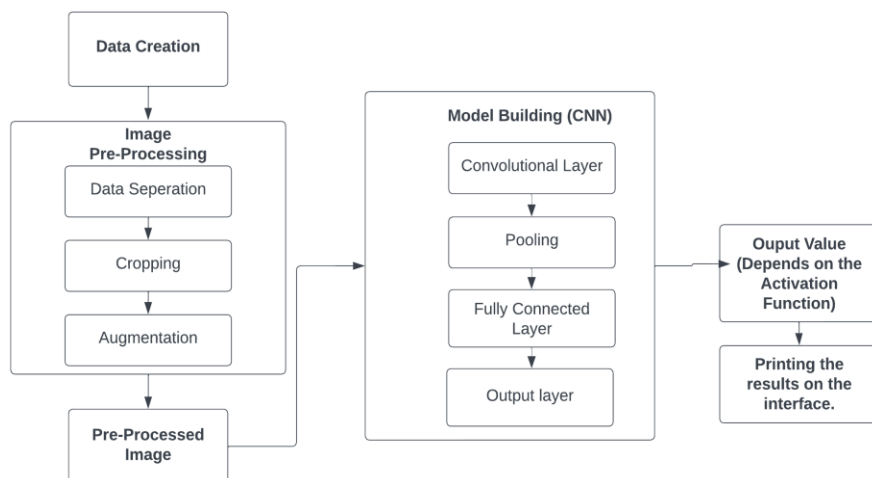 Data Creation
Image
Pre-Processing
Data Seperation
Cropping
Augmentation
Pre-Processed
Image
Model Building (CNN)
Convolutional Layer
Pooling
Fully Connected
Layer
Output layer
Ouput Value
(Depends on the
Activation
Function)
Printing the
results on the
interface.